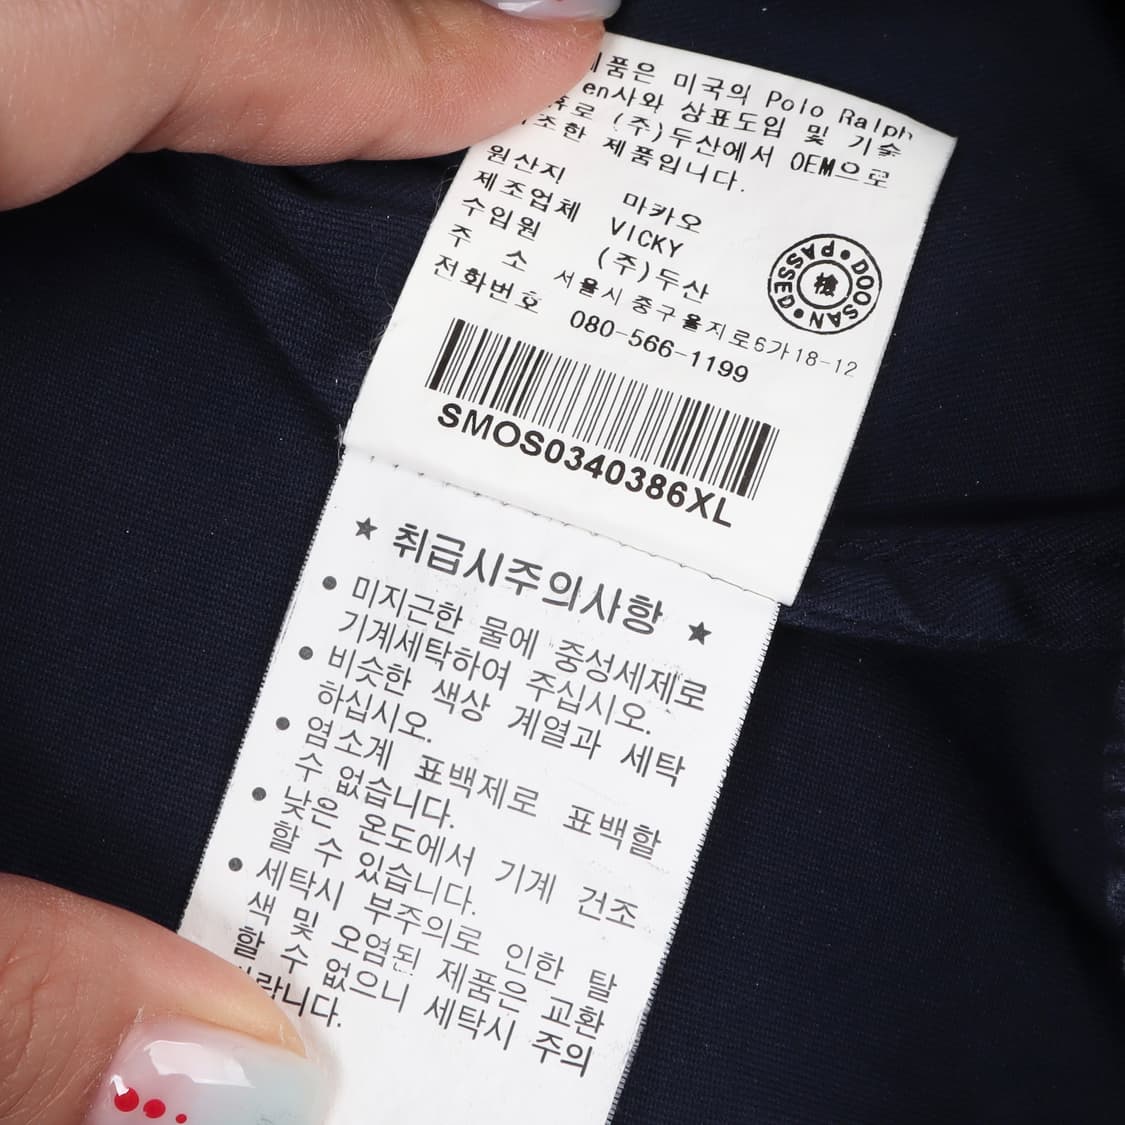 제품은 미국의 Polo Ralph
en사와 상표도입 및 기술
로 (주)두산에서 OEM으로
조한 제품입니다.
원산지 마카오
제조업체 VICKY
수입원 (주)두산
주 소 서울시 중구 을지로6가18-12
전화번호 080-566-1199
DOOSAN PASSED
檢
SMOS0340386XL
★ 취급시주의사항 ★
● 미지근한 물에 중성세제로
기계세탁하여 주십시오.
● 비슷한 색상 계열과 세탁
하십시오.
● 염소계 표백제로 표백할
수 없습니다.
● 낮은 온도에서 기계 건조
할 수 있습니다.
● 세탁시 부주의로 인한 탈
색 및 오염된 제품은 교환
할 수 없으니 세탁시 주의
바랍니다.